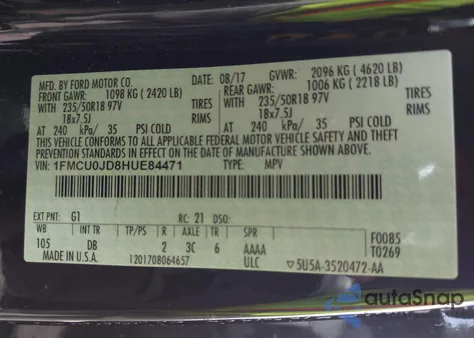 MFD. BY FORD MOTOR CO. 08/17 GVWR: 2096 KG ( 4620 LB)
FRONT GAWR: 1098 KG ( 2420 LB) REAR GAWR: 1006 KG ( 2218 LB)
WITH 235/50R18 97V TIRES WITH 235/50R18 97V TIRES
18x7.5J RIMS 18x7.5J RIMS
AT 240 kPa/ 35 PSI COLD AT 240 kPa/ 35 PSI COLD
THIS VEHICLE CONFORMS TO ALL APPLICABLE FEDERAL MOTOR VEHICLE SAFETY AND THEFT PREVENTION
STANDARDS IN EFFECT ON THE DATE OF MANUFACTURE SHOWN ABOVE.
VIN: 1FMCU0JD8HUE84471 TYPE: MPV
EXT PNT: G1 RC: 21 DSO:
WB INT TR TP/PS R AXLE TR SPR F0085
105 DB 2 3C 6 AAAA T0269
MADE IN U.S.A. 1201708064657 ULC 5U5A-3520472-AA
autoSnap